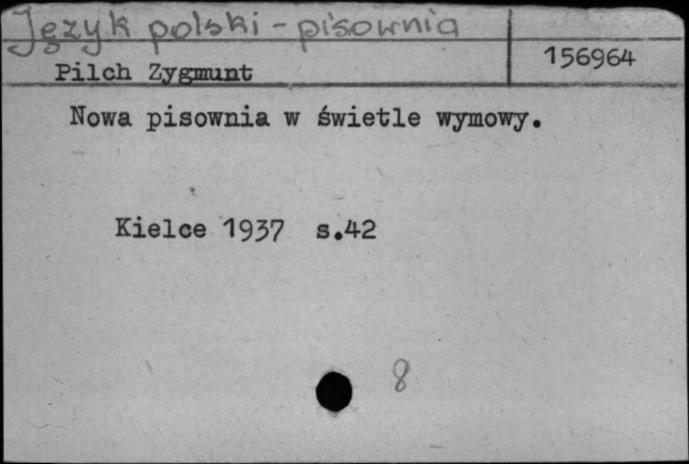 Język polski - pisownia
156964
Pilch Zygmunt
Nowa pisownia w świetle wymowy.
Kielce 1937 s.42
8